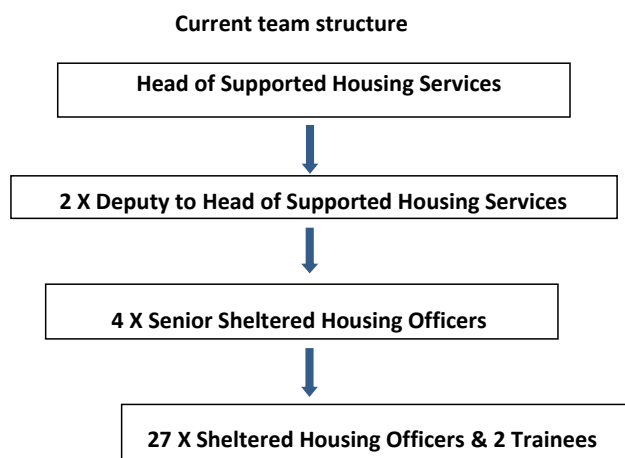 Current team structure
Head of Supported Housing Services
2 X Deputy to Head of Supported Housing Services
4 X Senior Sheltered Housing Officers
27 X Sheltered Housing Officers & 2 Trainees